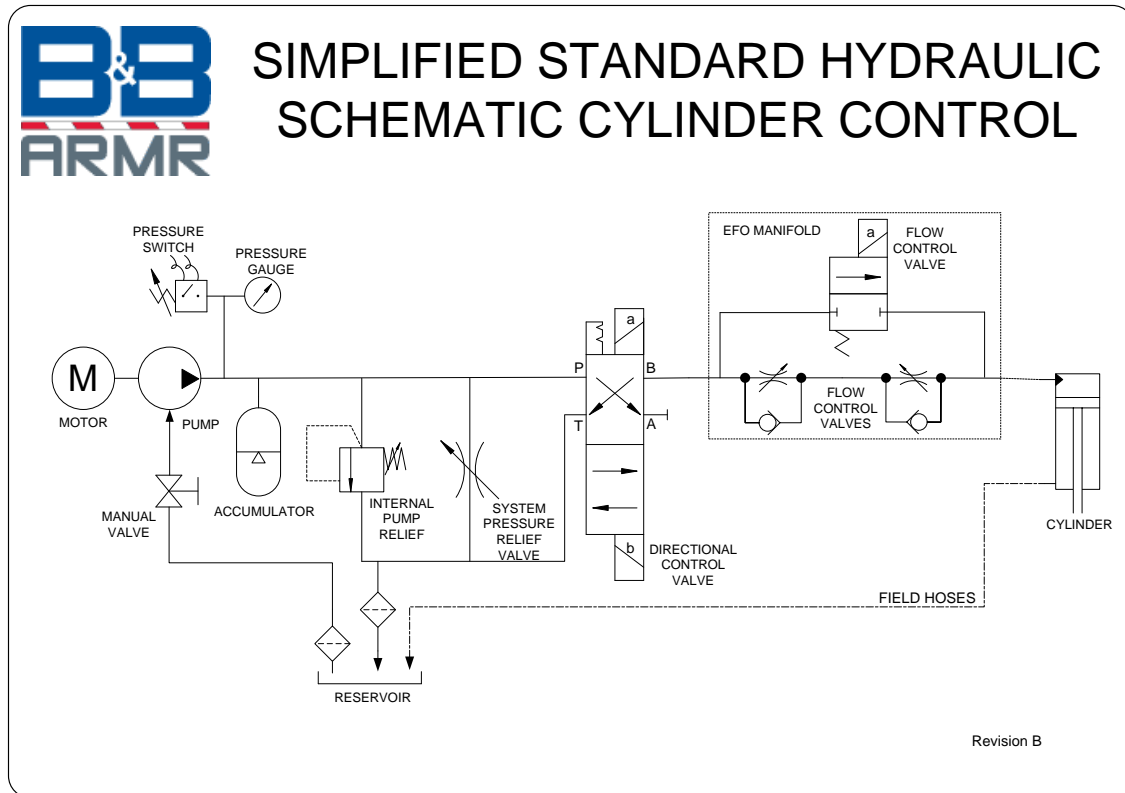 B&B
ARMR
SIMPLIFIED STANDARD HYDRAULIC
SCHEMATIC CYLINDER CONTROL
PRESSURE
SWITCH
PRESSURE
GAUGE
M
MOTOR
PUMP
MANUAL
VALVE
ACCUMULATOR
INTERNAL
PUMP
RELIEF
SYSTEM
PRESSURE
RELIEF
VALVE
a
P
B
T
A
b
DIRECTIONAL
CONTROL
VALVE
EFO MANIFOLD
a
FLOW
CONTROL
VALVE
FLOW
CONTROL
VALVES
CYLINDER
FIELD HOSES
RESERVOIR
Revision B